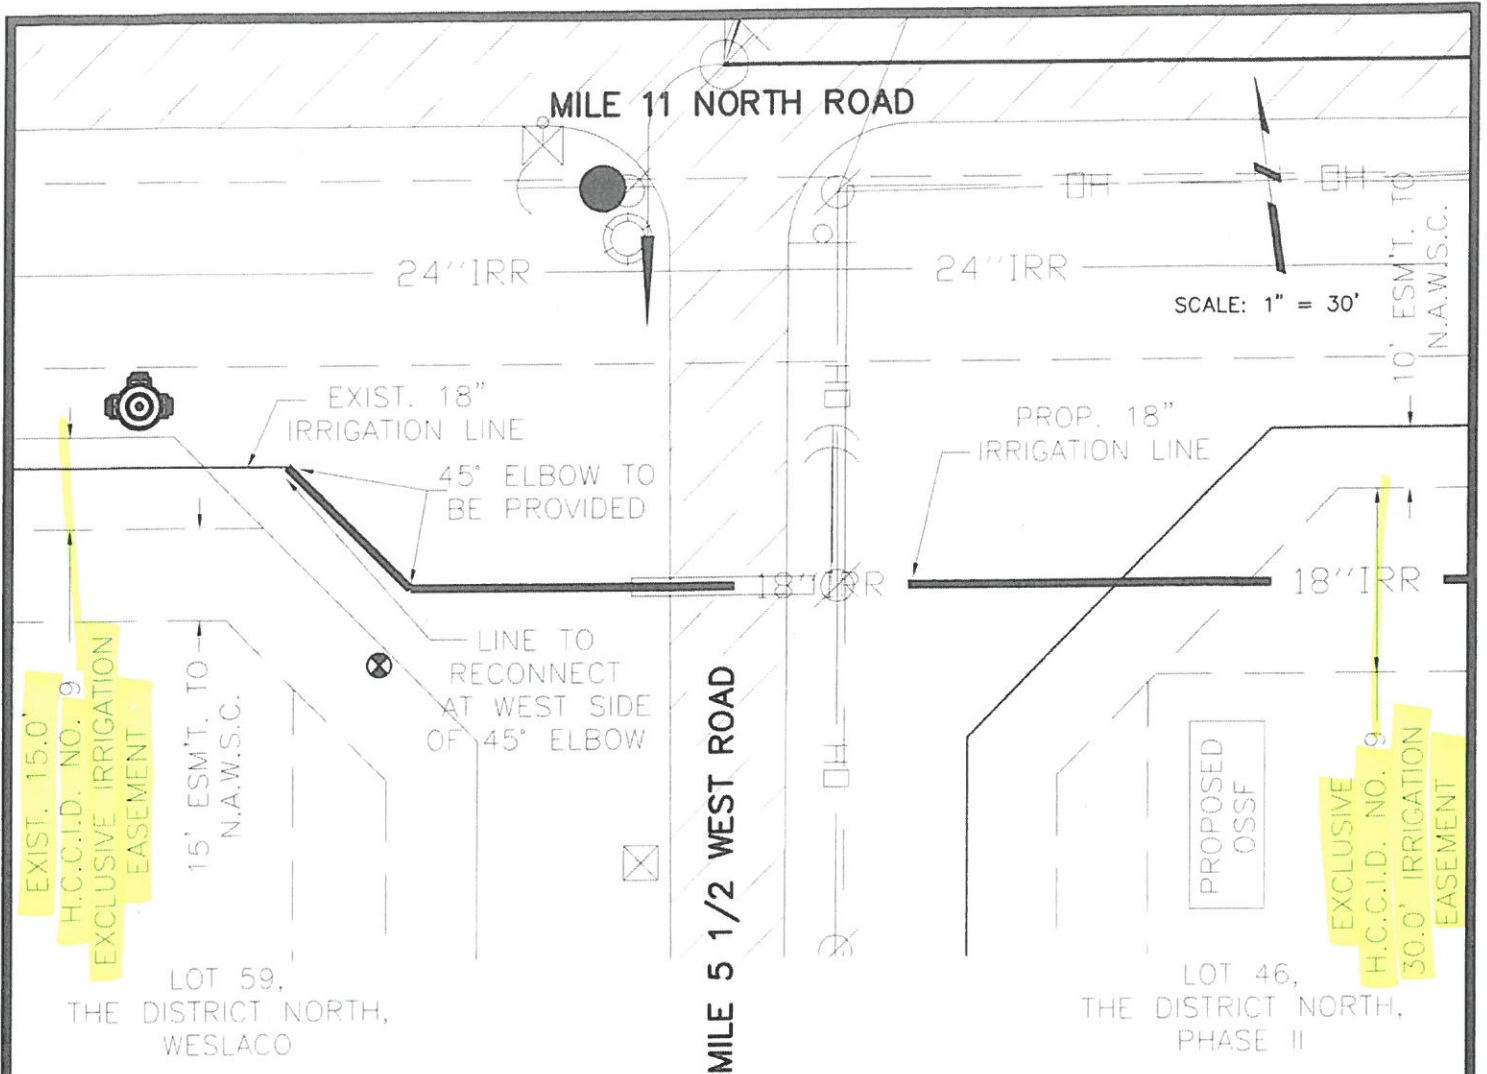 MILE 11 NORTH ROAD
24''IRR
24''IRR
SCALE: 1" = 30'
10' ESM'T. TO
N.A.W.S.C.
EXIST. 18"
IRRIGATION LINE
45° ELBOW TO
BE PROVIDED
PROP. 18"
IRRIGATION LINE
18''IRR
18''IRR
LINE TO
RECONNECT
AT WEST SIDE
OF 45° ELBOW
MILE 5 1/2 WEST ROAD
EXIST. 15.0'
H.C.C.I.D. NO. 9
EXCLUSIVE IRRIGATION
EASEMENT
15' ESM'T. TO
N.A.W.S.C.
PROPOSED
OSSF
EXCLUSIVE
H.C.C.I.D. NO. 9
30.0' IRRIGATION
EASEMENT
LOT 59,
THE DISTRICT NORTH,
WESLACO
LOT 46,
THE DISTRICT NORTH,
PHASE II